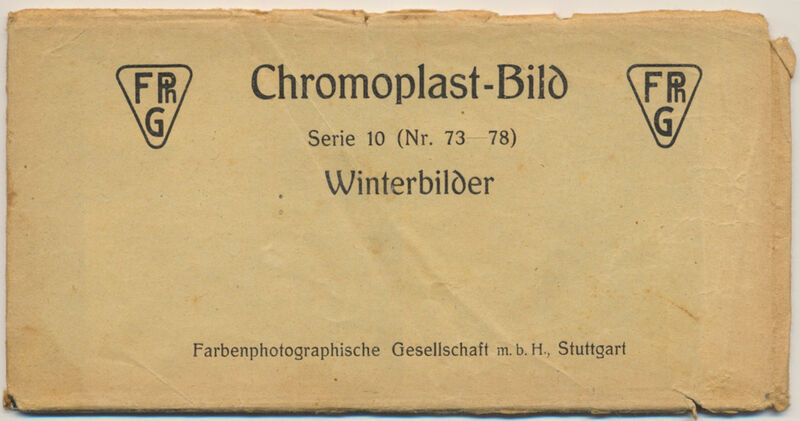 FPhG
Chromoplast-Bild
FPhG
Serie 10 (Nr. 73—78)
Winterbilder
Farbenphotographische Gesellschaft m. b. H., Stuttgart